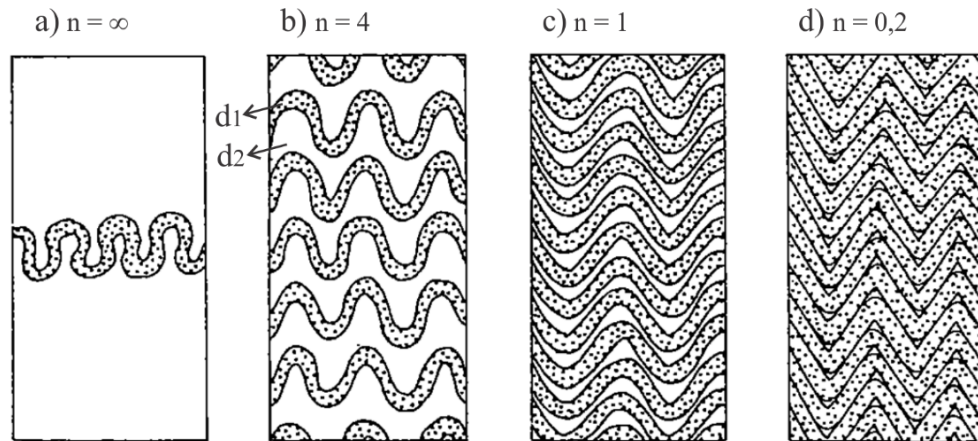 a) n = ∞
b) n = 4
c) n = 1
d) n = 0,2
d1
d2